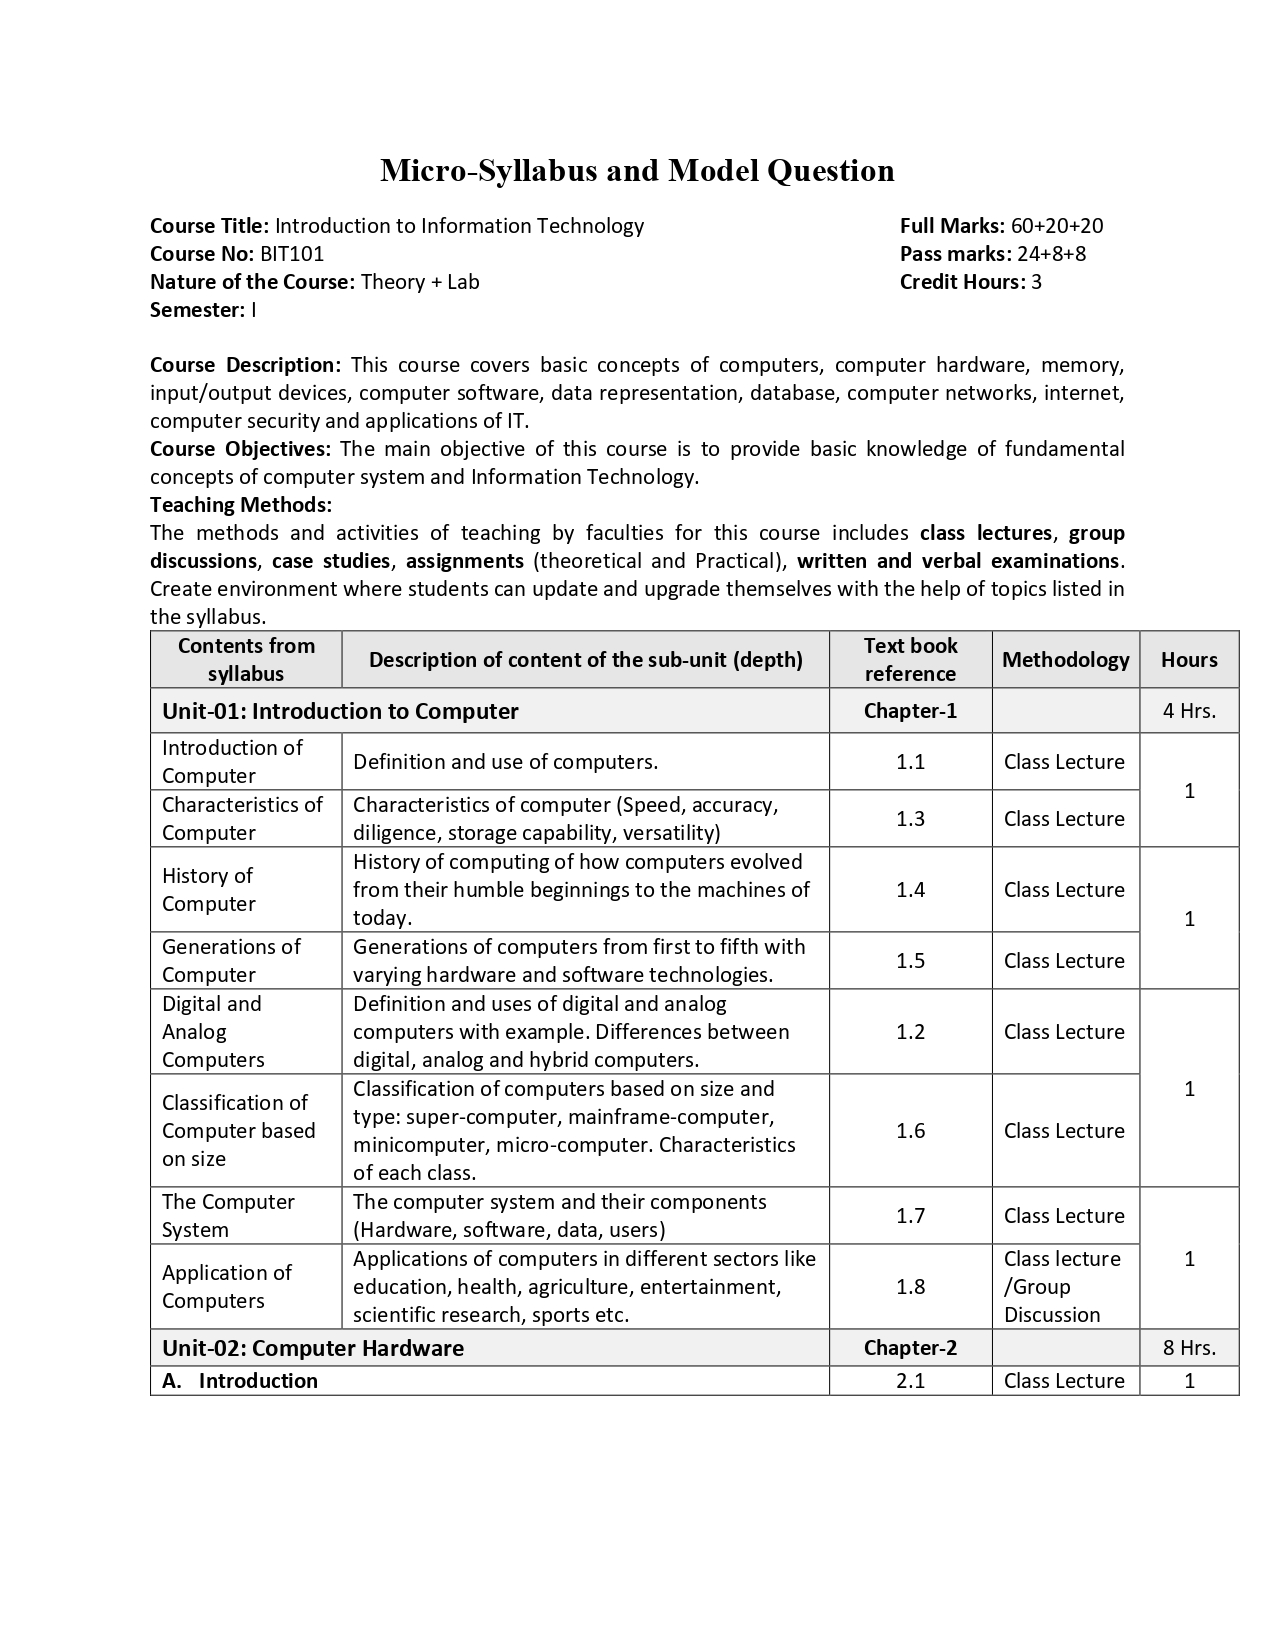 Micro-Syllabus and Model Question
Course Title: Introduction to Information Technology
Full Marks: 60+20+20
Course No: BIT101
Pass marks: 24+8+8
Nature of the Course: Theory + Lab
Credit Hours: 3
Semester: I
Course Description: This course covers basic concepts of computers, computer hardware, memory,
input/output devices, computer software, data representation, database, computer networks, internet,
computer security and applications of IT.
Course Objectives: The main objective of this course is to provide basic knowledge of fundamental
concepts of computer system and Information Technology.
Teaching Methods:
The methods and activities of teaching by faculties for this course includes class lectures, group
discussions, case studies, assignments (theoretical and Practical), written and verbal examinations.
Create environment where students can update and upgrade themselves with the help of topics listed in
the syllabus.
Contents from
syllabus
Description of content of the sub-unit (depth)
Text book
reference
Methodology
Hours
Unit-01: Introduction to Computer
Chapter-1
4 Hrs.
Introduction of
Computer
Definition and use of computers.
1.1
Class Lecture
1
Characteristics of
Computer
Characteristics of computer (Speed, accuracy,
diligence, storage capability, versatility)
1.3
Class Lecture
History of
Computer
History of computing of how computers evolved
from their humble beginnings to the machines of
today.
1.4
Class Lecture
1
Generations of
Computer
Generations of computers from first to fifth with
varying hardware and software technologies.
1.5
Class Lecture
Digital and
Analog
Computers
Definition and uses of digital and analog
computers with example. Differences between
digital, analog and hybrid computers.
1.2
Class Lecture
1
Classification of
Computer based
on size
Classification of computers based on size and
type: super-computer, mainframe-computer,
minicomputer, micro-computer. Characteristics
of each class.
1.6
Class Lecture
The Computer
System
The computer system and their components
(Hardware, software, data, users)
1.7
Class Lecture
1
Application of
Computers
Applications of computers in different sectors like
education, health, agriculture, entertainment,
scientific research, sports etc.
1.8
Class lecture
/Group
Discussion
Unit-02: Computer Hardware
Chapter-2
8 Hrs.
A. Introduction
2.1
Class Lecture
1